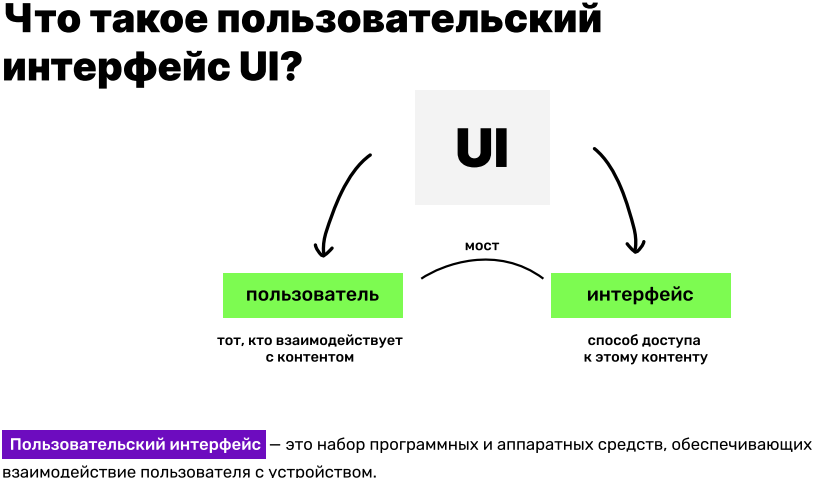 Что такое пользовательский
интерфейс UI?
UI
мост
пользователь
интерфейс
тот, кто взаимодействует
с контентом
способ доступа
к этому контенту
Пользовательский интерфейс — это набор программных и аппаратных средств, обеспечивающих
взаимодействие пользователя с устройством.